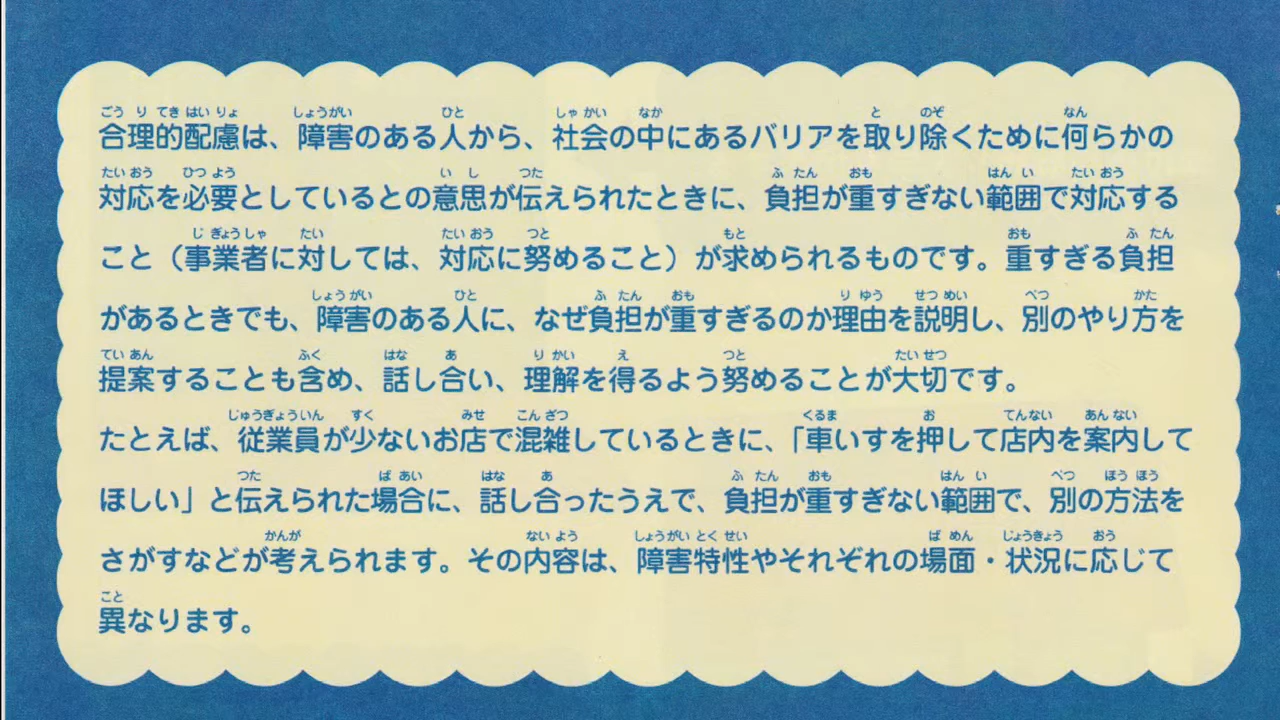 合理的配慮は、障害のある人から、社会の中にあるバリアを取り除くために何らかの
対応を必要としているとの意思が伝えられたときに、負担が重すぎない範囲で対応する
こと（事業者に対しては、対応に努めること）が求められるものです。重すぎる負担
があるときでも、障害のある人に、なぜ負担が重すぎるのか理由を説明し、別のやり方を
提案することも含め、話し合い、理解を得るよう努めることが大切です。
たとえば、従業員が少ないお店で混雑しているときに、「車いすを押して店内を案内して
ほしい」と伝えられた場合に、話し合ったうえで、負担が重すぎない範囲で、別の方法を
さがすなどが考えられます。その内容は、障害特性やそれぞれの場面・状況に応じて
異なります。